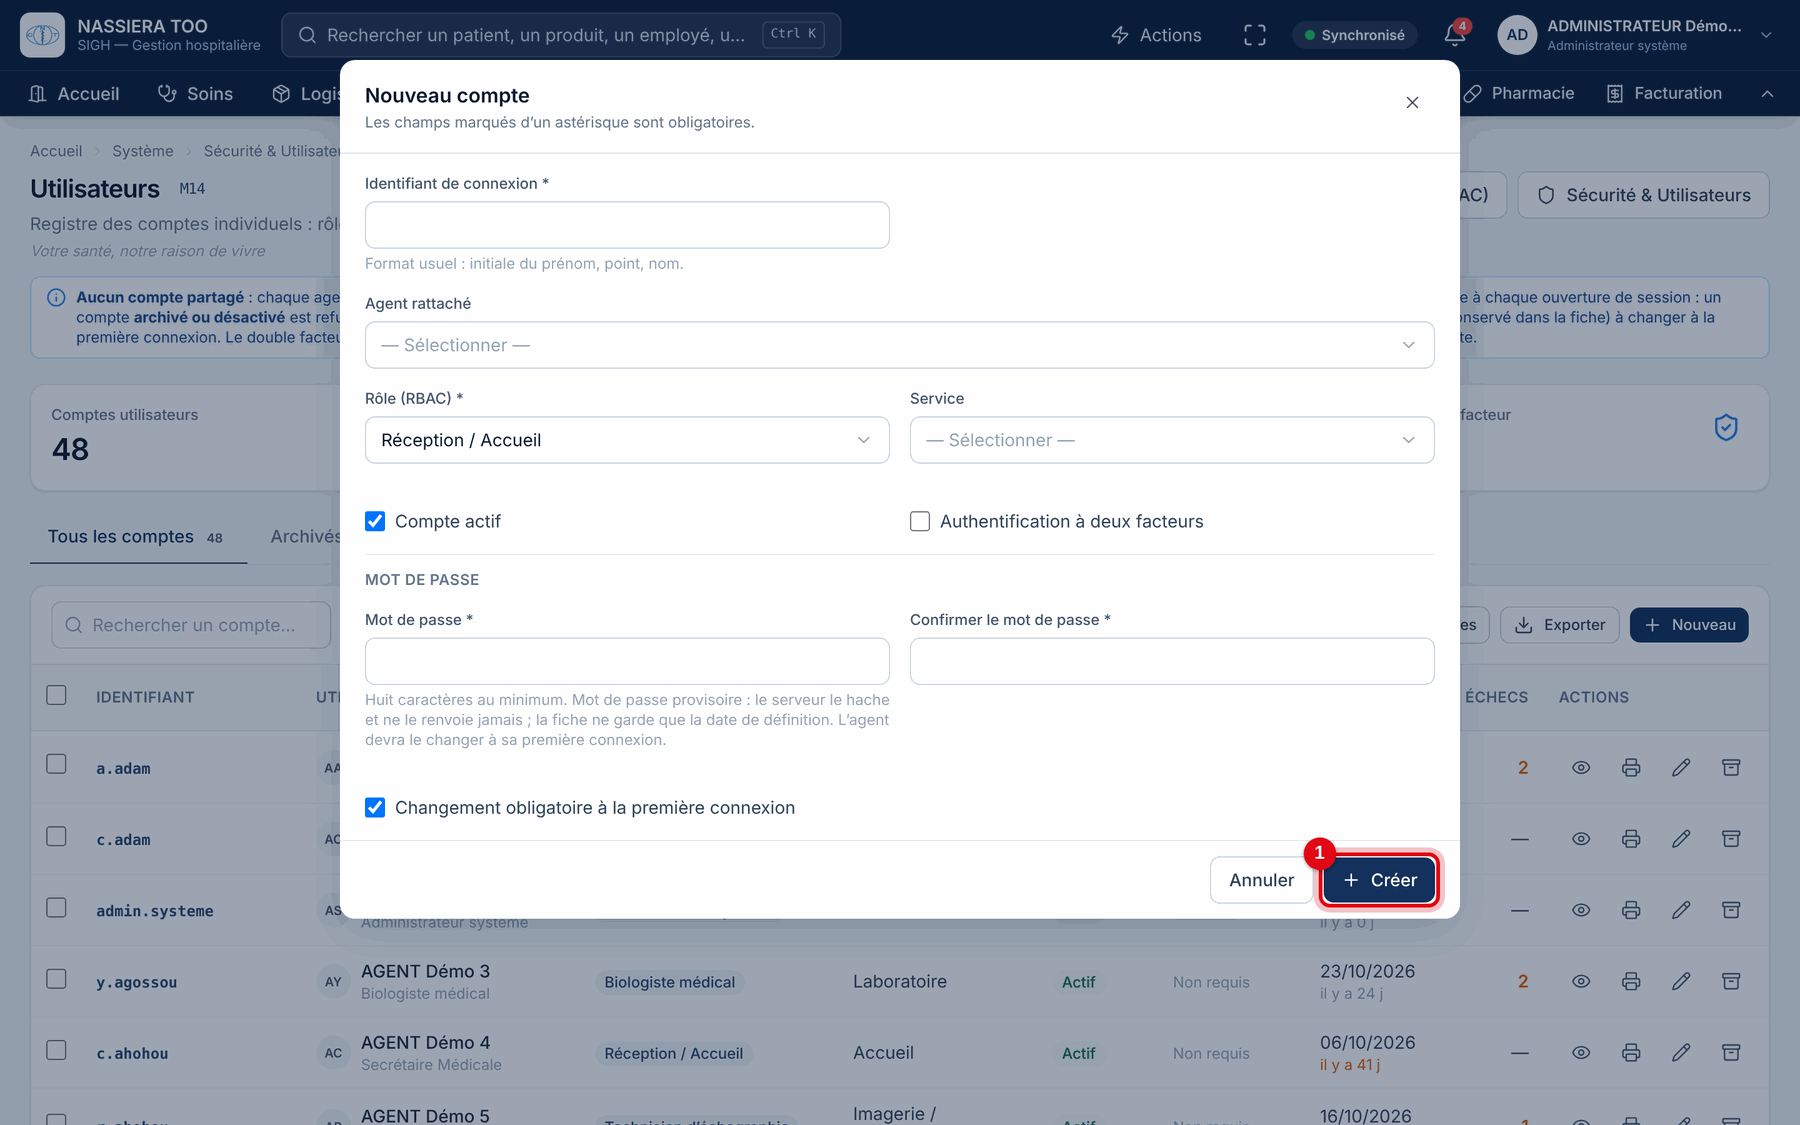 NASSIERA TOO
SIGH — Gestion hospitalière
Rechercher un patient, un produit, un employé, u...
Ctrl K
Actions
Synchronisé
4
AD
ADMINISTRATEUR Démo...
Administrateur système
Accueil
Soins
Logis
Pharmacie
Facturation
Accueil
Système
Sécurité & Utilisate
Utilisateurs
M14
AC)
Sécurité & Utilisateurs
Registre des comptes individuels : rôl
Votre santé, notre raison de vivre
Aucun compte partagé : chaque age
e à chaque ouverture de session : un
compte archivé ou désactivé est refu
onservé dans la fiche) à changer à la
première connexion. Le double facteu
te.
Comptes utilisateurs
48
facteur
Tous les comptes
48
Archivés
Rechercher un compte...
es
Exporter
Nouveau
IDENTIFIANT
UTI
ÉCHECS
ACTIONS
a.adam
AA
2
c.adam
AC
—
admin.systeme
AS
Administrateur système
il y a 0 j
—
y.agossou
AY
AGENT Démo 3
Biologiste médical
Biologiste médical
Laboratoire
Actif
Non requis
23/10/2026
il y a 24 j
2
c.ahohou
AC
AGENT Démo 4
Secrétaire Médicale
Réception / Accueil
Accueil
Actif
Non requis
06/10/2026
il y a 41 j
—
AGENT Démo 5
Imagerie /
16/10/2026
Nouveau compte
Les champs marqués d’un astérisque sont obligatoires.
Identifiant de connexion *
Format usuel : initiale du prénom, point, nom.
Agent rattaché
— Sélectionner —
Rôle (RBAC) *
Réception / Accueil
Service
— Sélectionner —
Compte actif
Authentification à deux facteurs
MOT DE PASSE
Mot de passe *
Confirmer le mot de passe *
Huit caractères au minimum. Mot de passe provisoire : le serveur le hache
et ne le renvoie jamais ; la fiche ne garde que la date de définition. L’agent
devra le changer à sa première connexion.
Changement obligatoire à la première connexion
Annuler
1
Créer